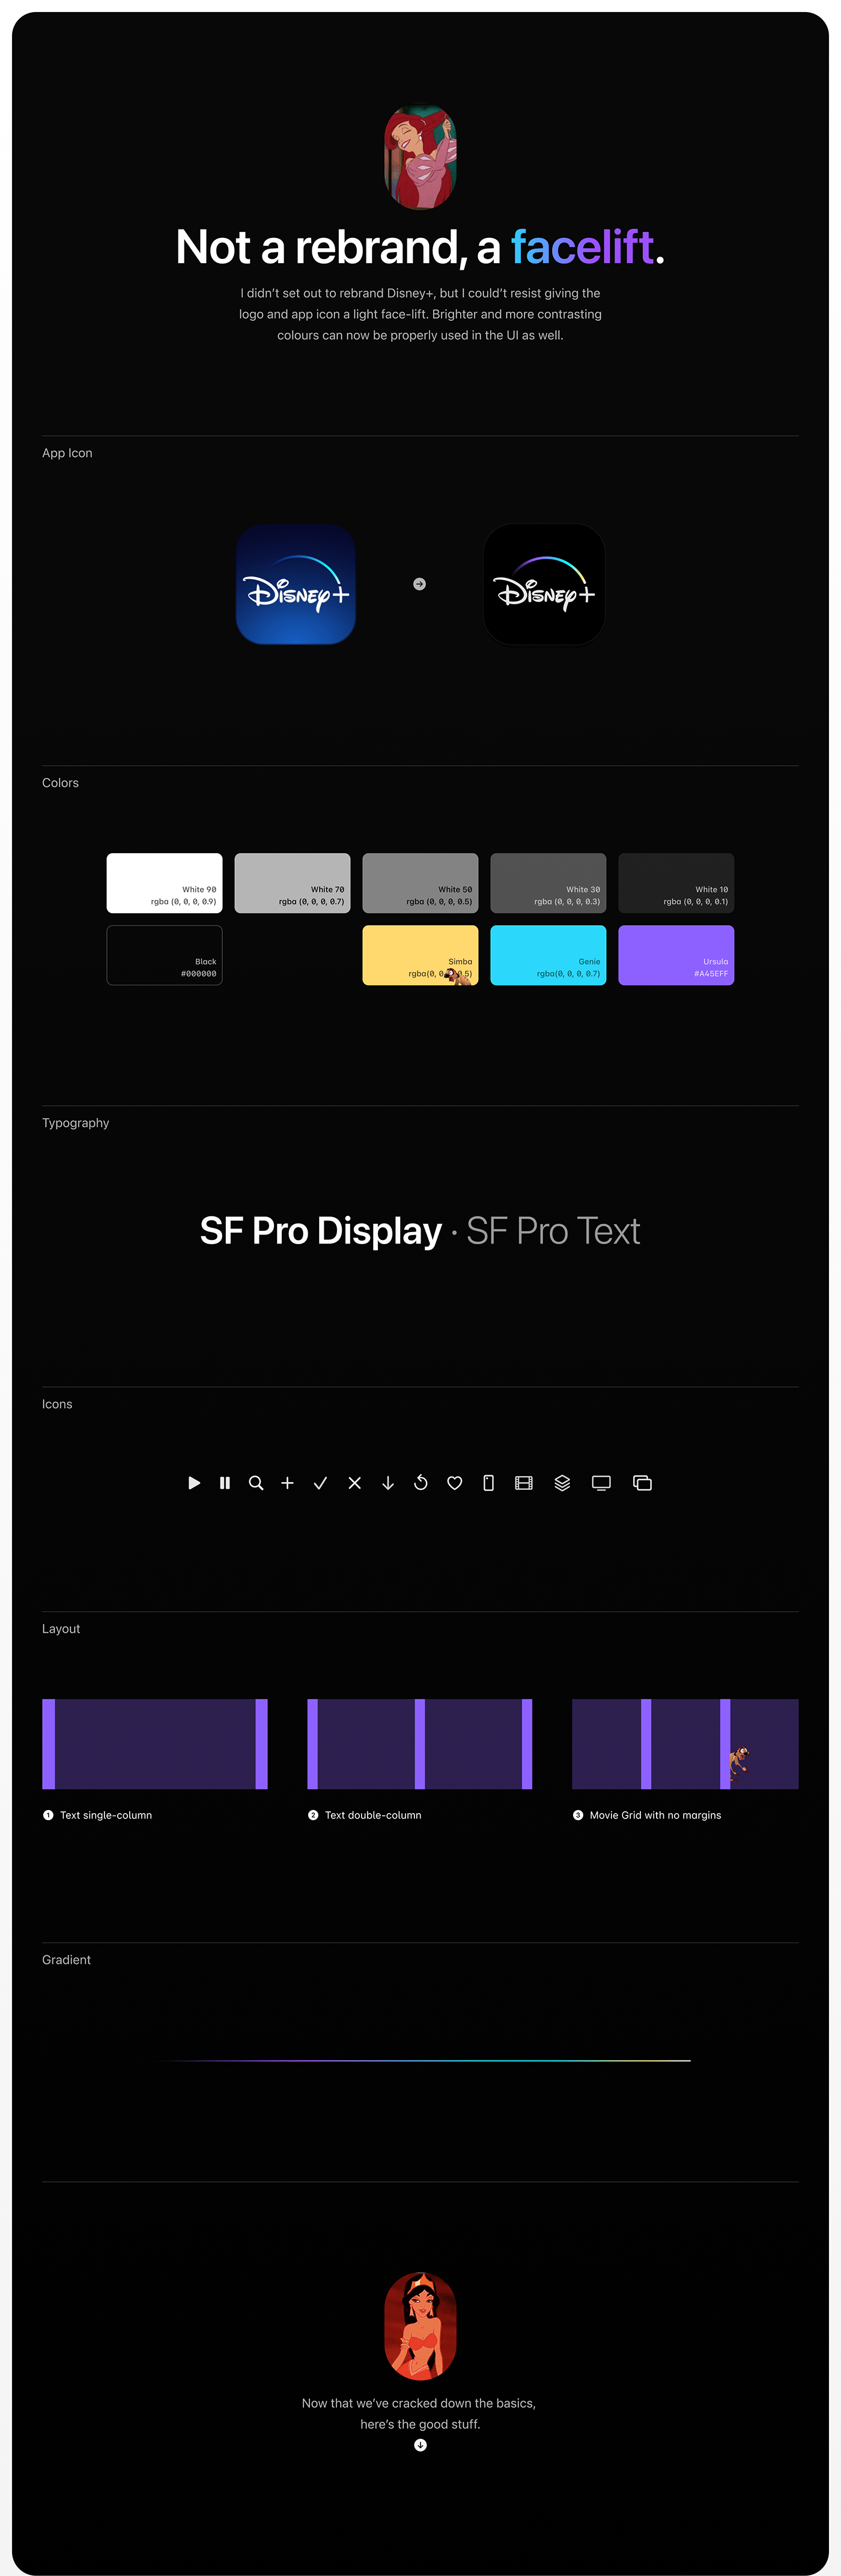 Not a rebrand, a facelift.
I didn’t set out to rebrand Disney+, but I could’t resist giving the
logo and app icon a light face-lift. Brighter and more contrasting
colours can now be properly used in the UI as well.
App Icon
Disney+
Disney+
Colors
White 90
rgba (0, 0, 0, 0.9)
White 70
rgba (0, 0, 0, 0.7)
White 50
rgba (0, 0, 0, 0.5)
White 30
rgba (0, 0, 0, 0.3)
White 10
rgba (0, 0, 0, 0.1)
Black
#000000
Simba
rgba(0, 0 0.5)
Genie
rgba(0, 0, 0, 0.7)
Ursula
#A45EFF
Typography
SF Pro Display · SF Pro Text
Icons
Layout
1 Text single-column
2 Text double-column
3 Movie Grid with no margins
Gradient
Now that we’ve cracked down the basics,
here’s the good stuff.